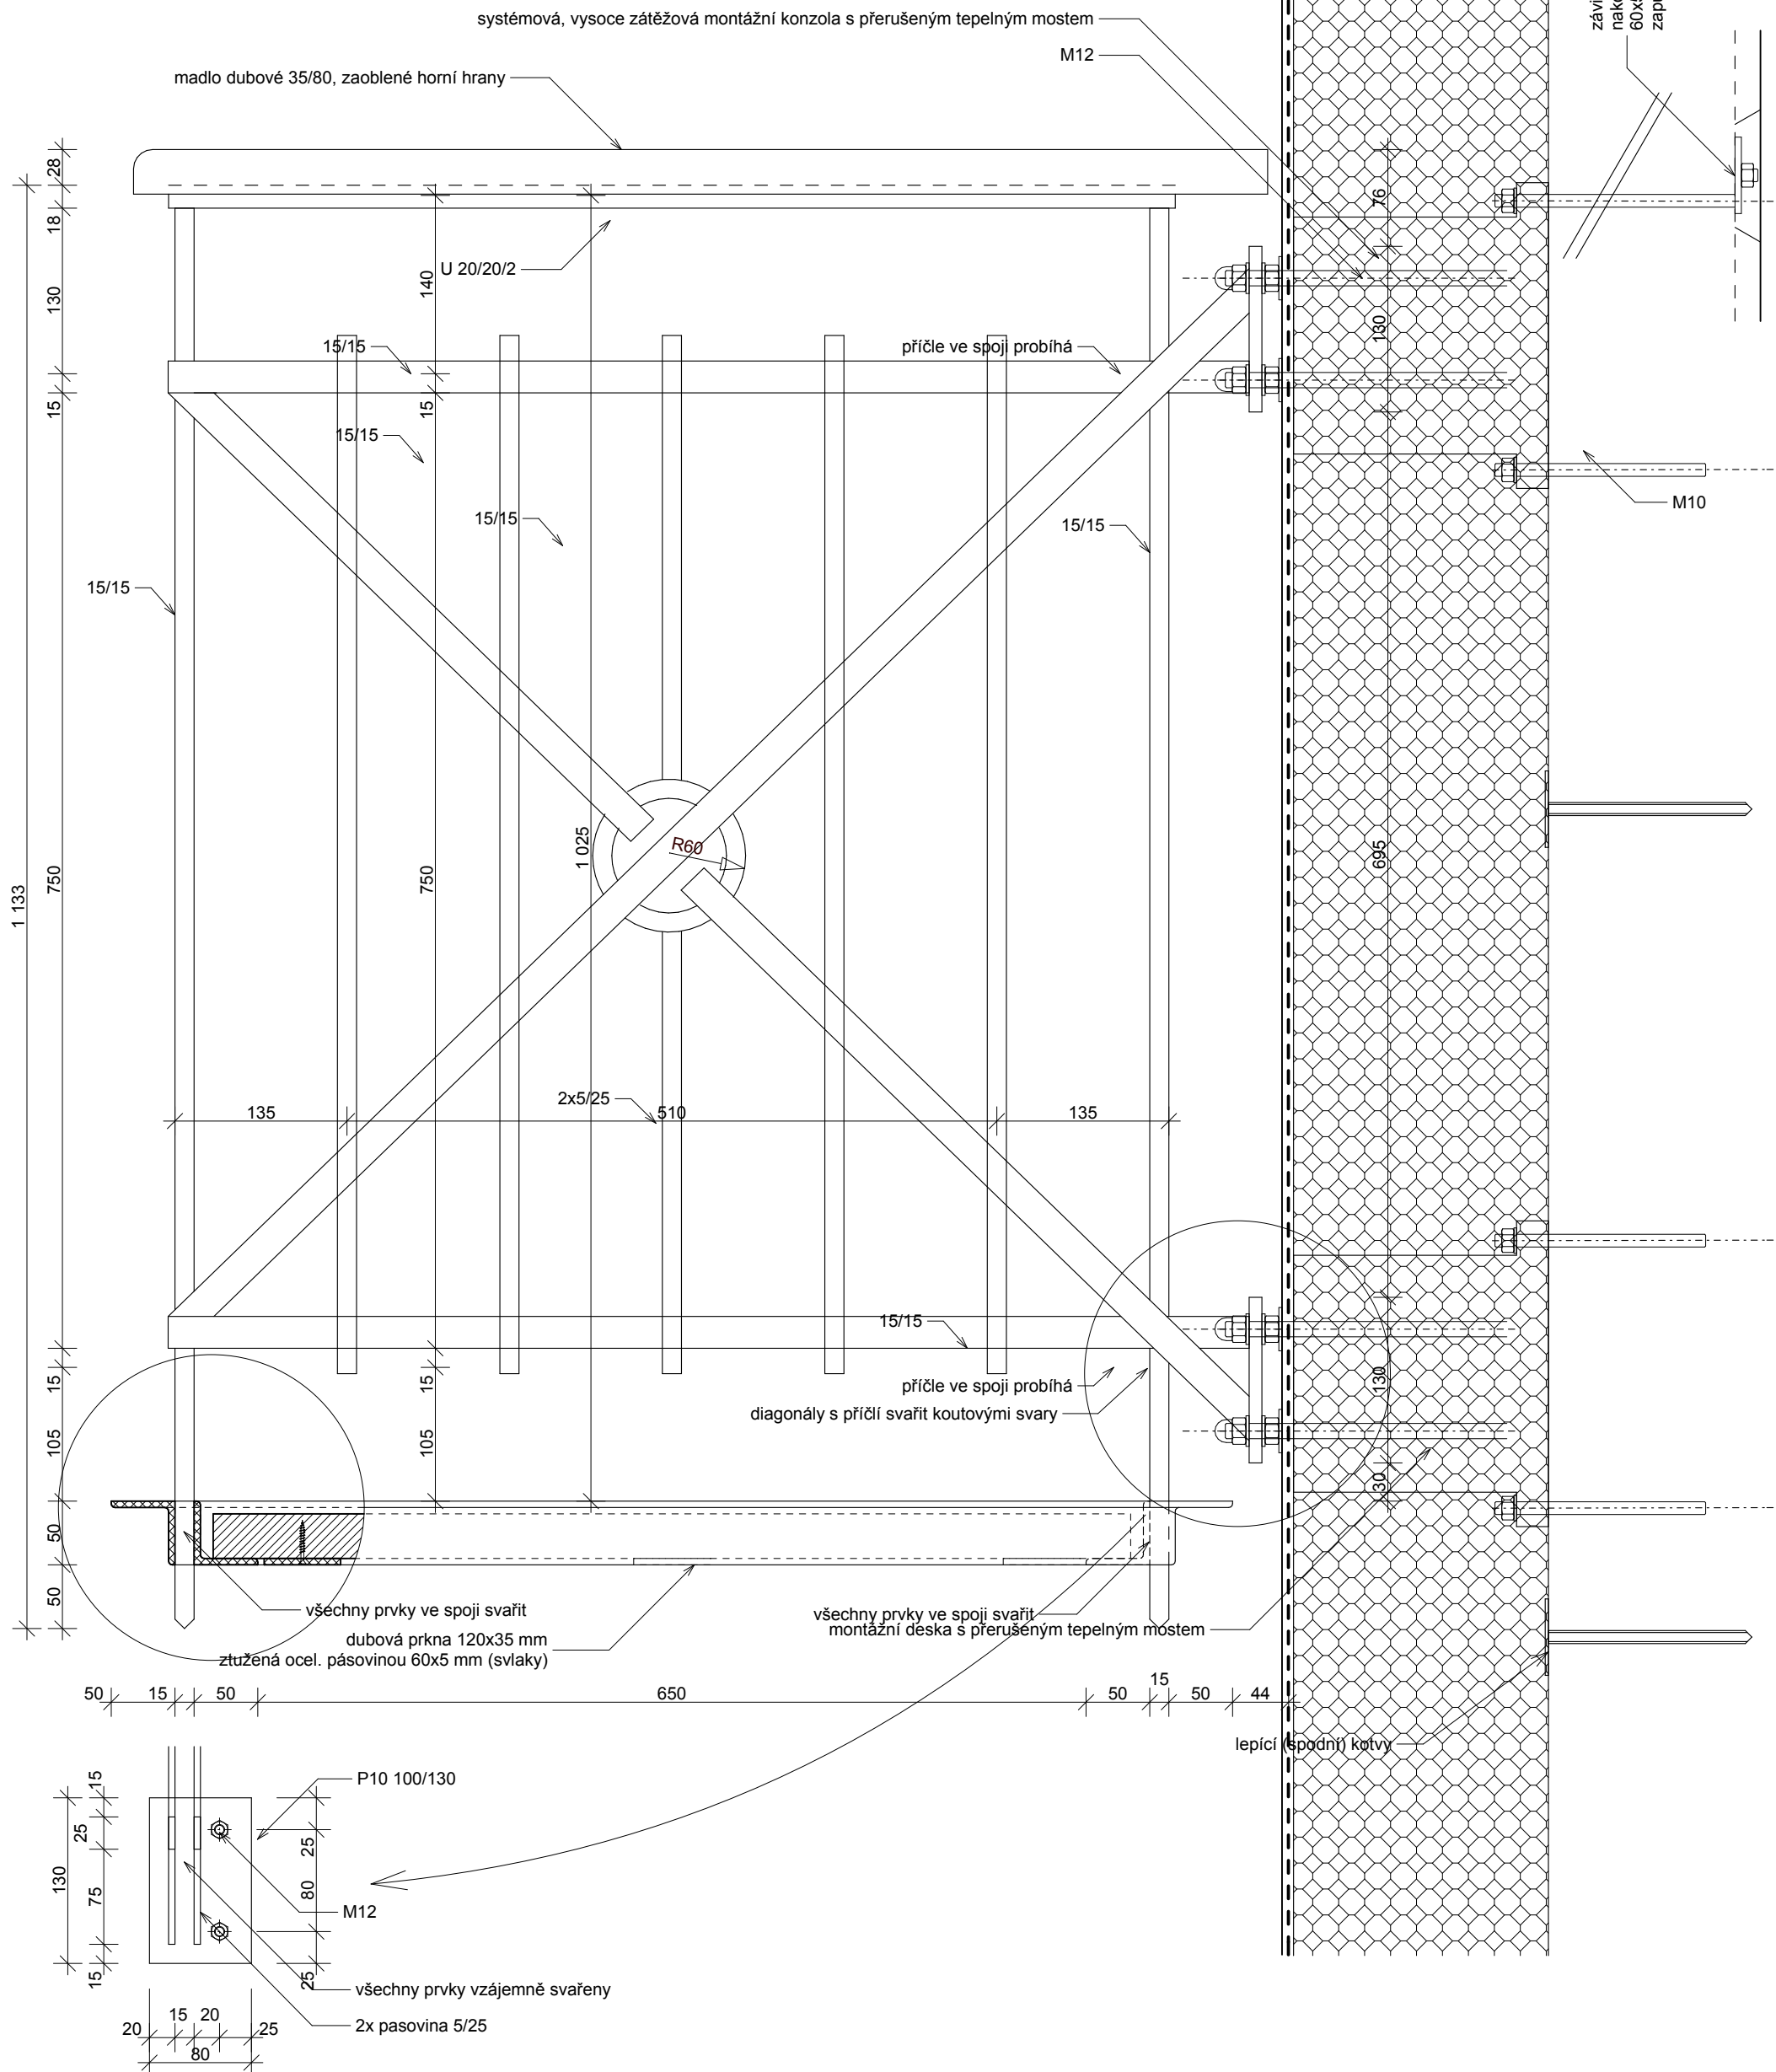 systémová, vysoce zátěžová montážní konzola s přerušeným tepelným mostem
M12
madlo dubové 35/80, zaoblené horní hrany
28
18
130
15
750
1 133
15
105
50
50
U 20/20/2
140
15
750
15
105
1 025
15/15
15/15
15/15
15/15
15/15
příčle ve spoji probíhá
R60
76
130
695
130
30
M10
135
2x5/25
510
135
15/15
příčle ve spoji probíhá
diagonály s příčlí svařit koutovými svary
všechny prvky ve spoji svařit
dubová prkna 120x35 mm
ztužená ocel. pásovinou 60x5 mm (svlaky)
všechny prvky ve spoji svařit
montážní deska s přerušeným tepelným mostem
50
15
50
650
50
15
50
44
lepící (spodní) kotvy
P10 100/130
15
25
75
15
130
25
80
25
M12
všechny prvky vzájemně svařeny
2x pasovina 5/25
20
15
20
25
80